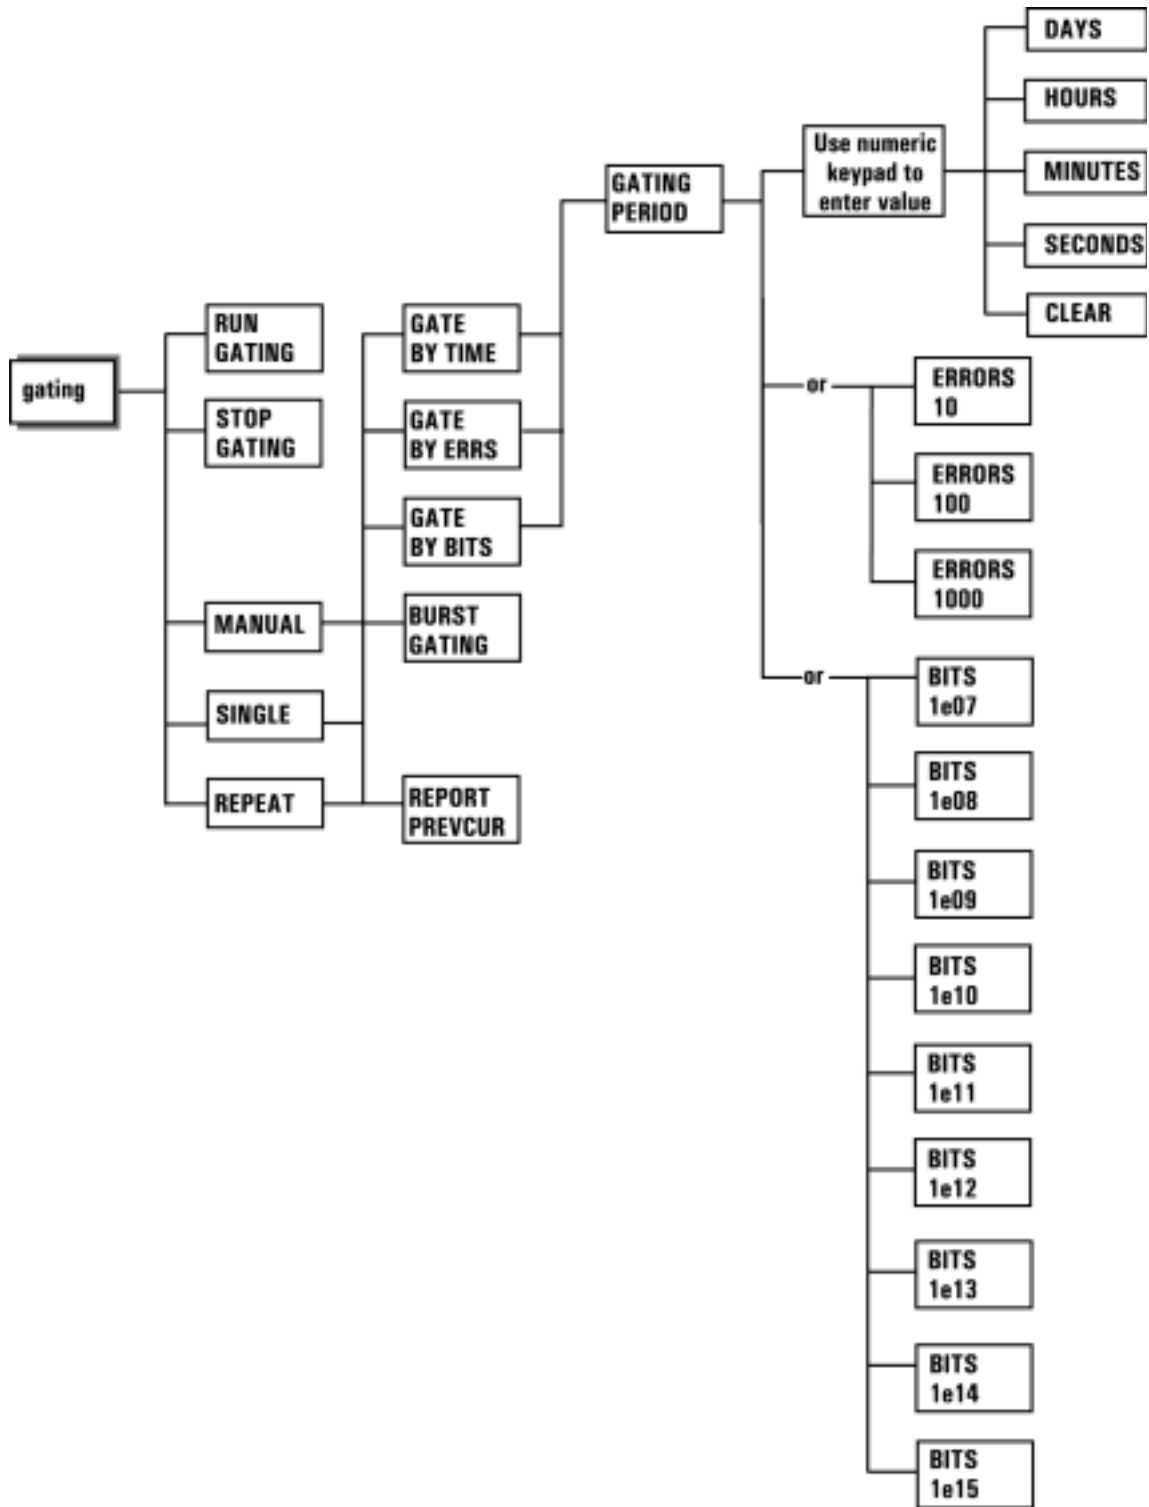 gating
RUN
GATING
STOP
GATING
MANUAL
SINGLE
REPEAT
GATE
BY TIME
GATE
BY ERRS
GATE
BY BITS
BURST
GATING
REPORT
PREVCUR
GATING
PERIOD
Use numeric
keypad to
enter value
DAYS
HOURS
MINUTES
SECONDS
CLEAR
or
ERRORS
10
ERRORS
100
ERRORS
1000
or
BITS
1e07
BITS
1e08
BITS
1e09
BITS
1e10
BITS
1e11
BITS
1e12
BITS
1e13
BITS
1e14
BITS
1e15